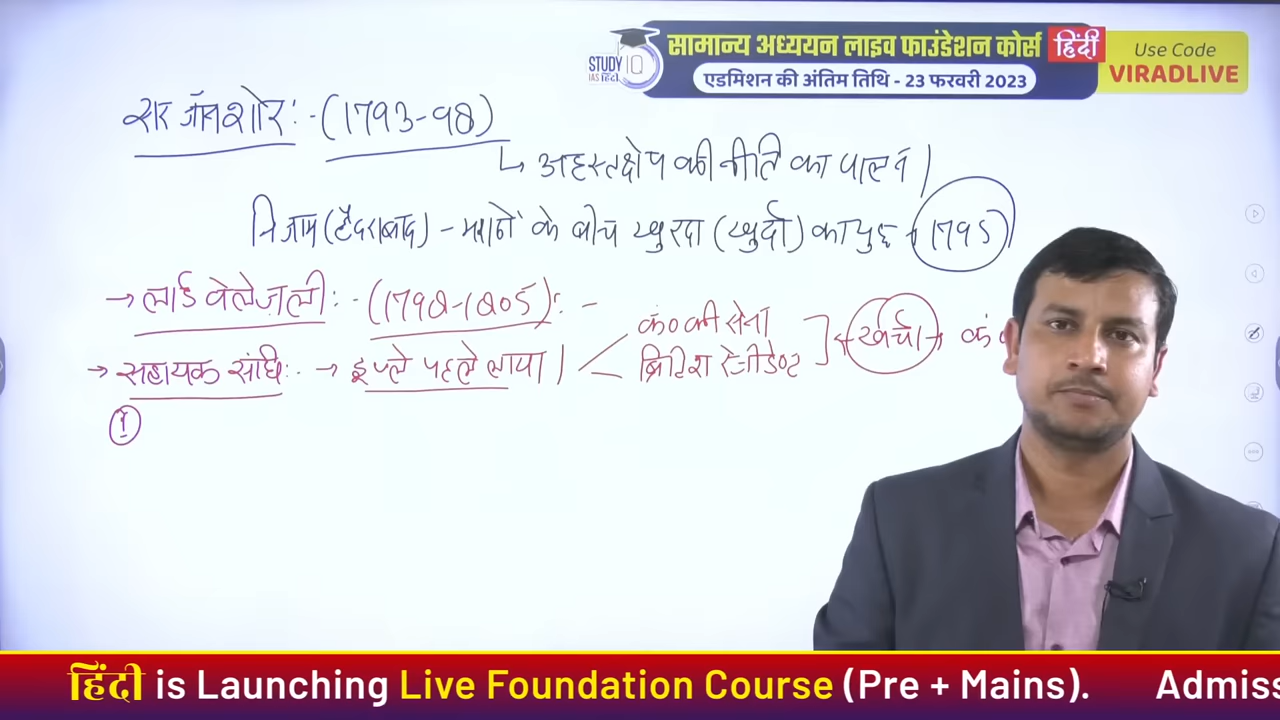 STUDY IQ
IAS हिंदी
सामान्य अध्ययन लाइव फाउंडेशन कोर्स हिंदी
एडमिशन की अंतिम तिथि - 23 फरवरी 2023
Use Code
VIRADLIVE
सर जॉन शोर :- (1793-98)
↳ अहस्तक्षेप की नीति का पालन।
निजाम (हैदराबाद) - मराठों के बीच खुरदा (खुर्दा) का युद्ध (1795)
→ लार्ड वेलेजली :- (1798-1805) :-
→ सहायक संधि :- → डूप्ले पहले लाया।
कं० की सेना
ब्रिटिश रेजीडेण्ट
खर्चा → कं
①
हिंदी is Launching Live Foundation Course (Pre + Mains). Admiss